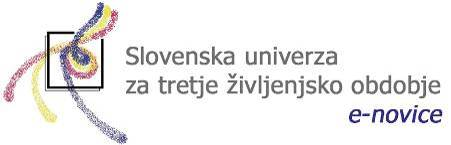 Slovenska univerza
za tretje življenjsko obdobje
e-novice